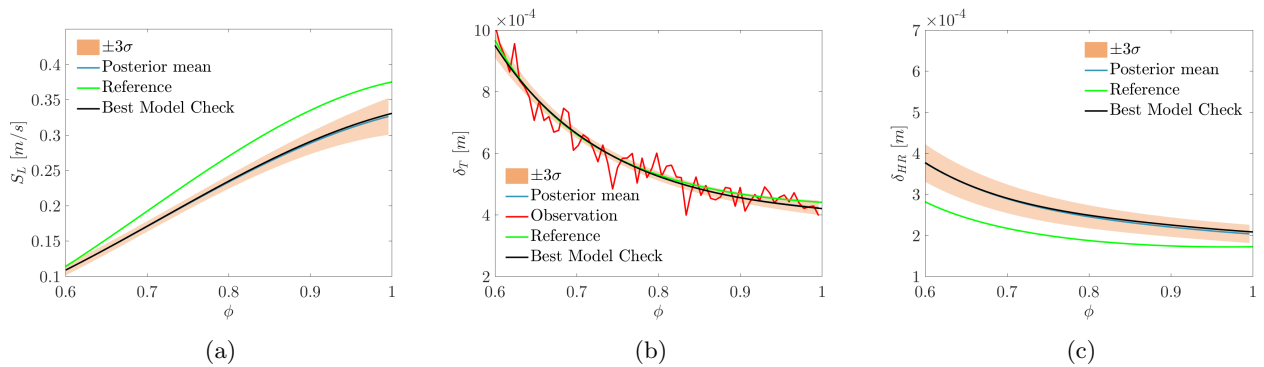 0.4
0.35
0.3
0.25
0.2
0.15
0.1
S_L [m/s]
±3σ
Posterior mean
Reference
Best Model Check
0.6 0.7 0.8 0.9 1
ϕ
(a)
×10^-4
10
8
6
4
2
δ_T [m]
±3σ
Posterior mean
Observation
Reference
Best Model Check
0.6 0.7 0.8 0.9 1
ϕ
(b)
×10^-4
7
6
5
4
3
2
1
δ_HR [m]
±3σ
Posterior mean
Reference
Best Model Check
0.6 0.7 0.8 0.9 1
ϕ
(c)